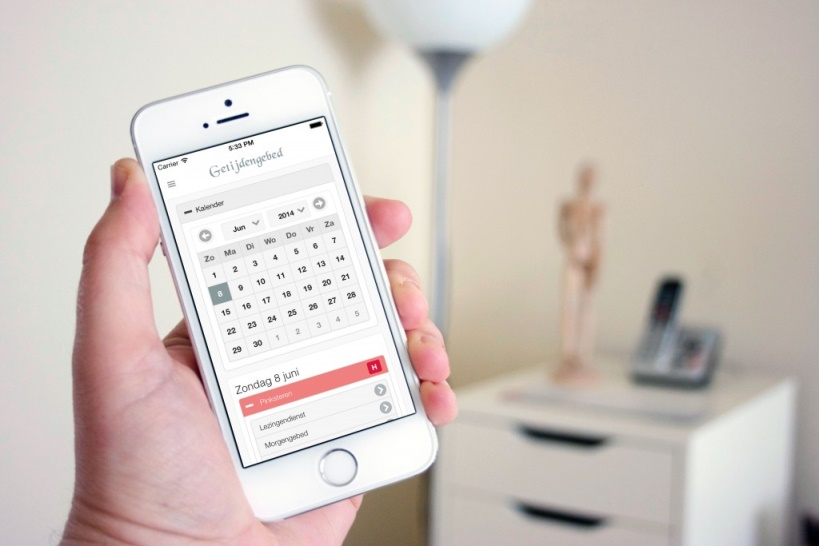 Carrier 5:33 PM
Getijdengebed
Kalender
Jun 2014
Zo Ma Di Wo Do Vr Za
1 2 3 4 5 6 7
8 9 10 11 12 13 14
15 16 17 18 19 20 21
22 23 24 25 26 27 28
29 30 1 2 3 4 5
Zondag 8 juni
Pinksteren H
Lezingendienst
Morgengebed